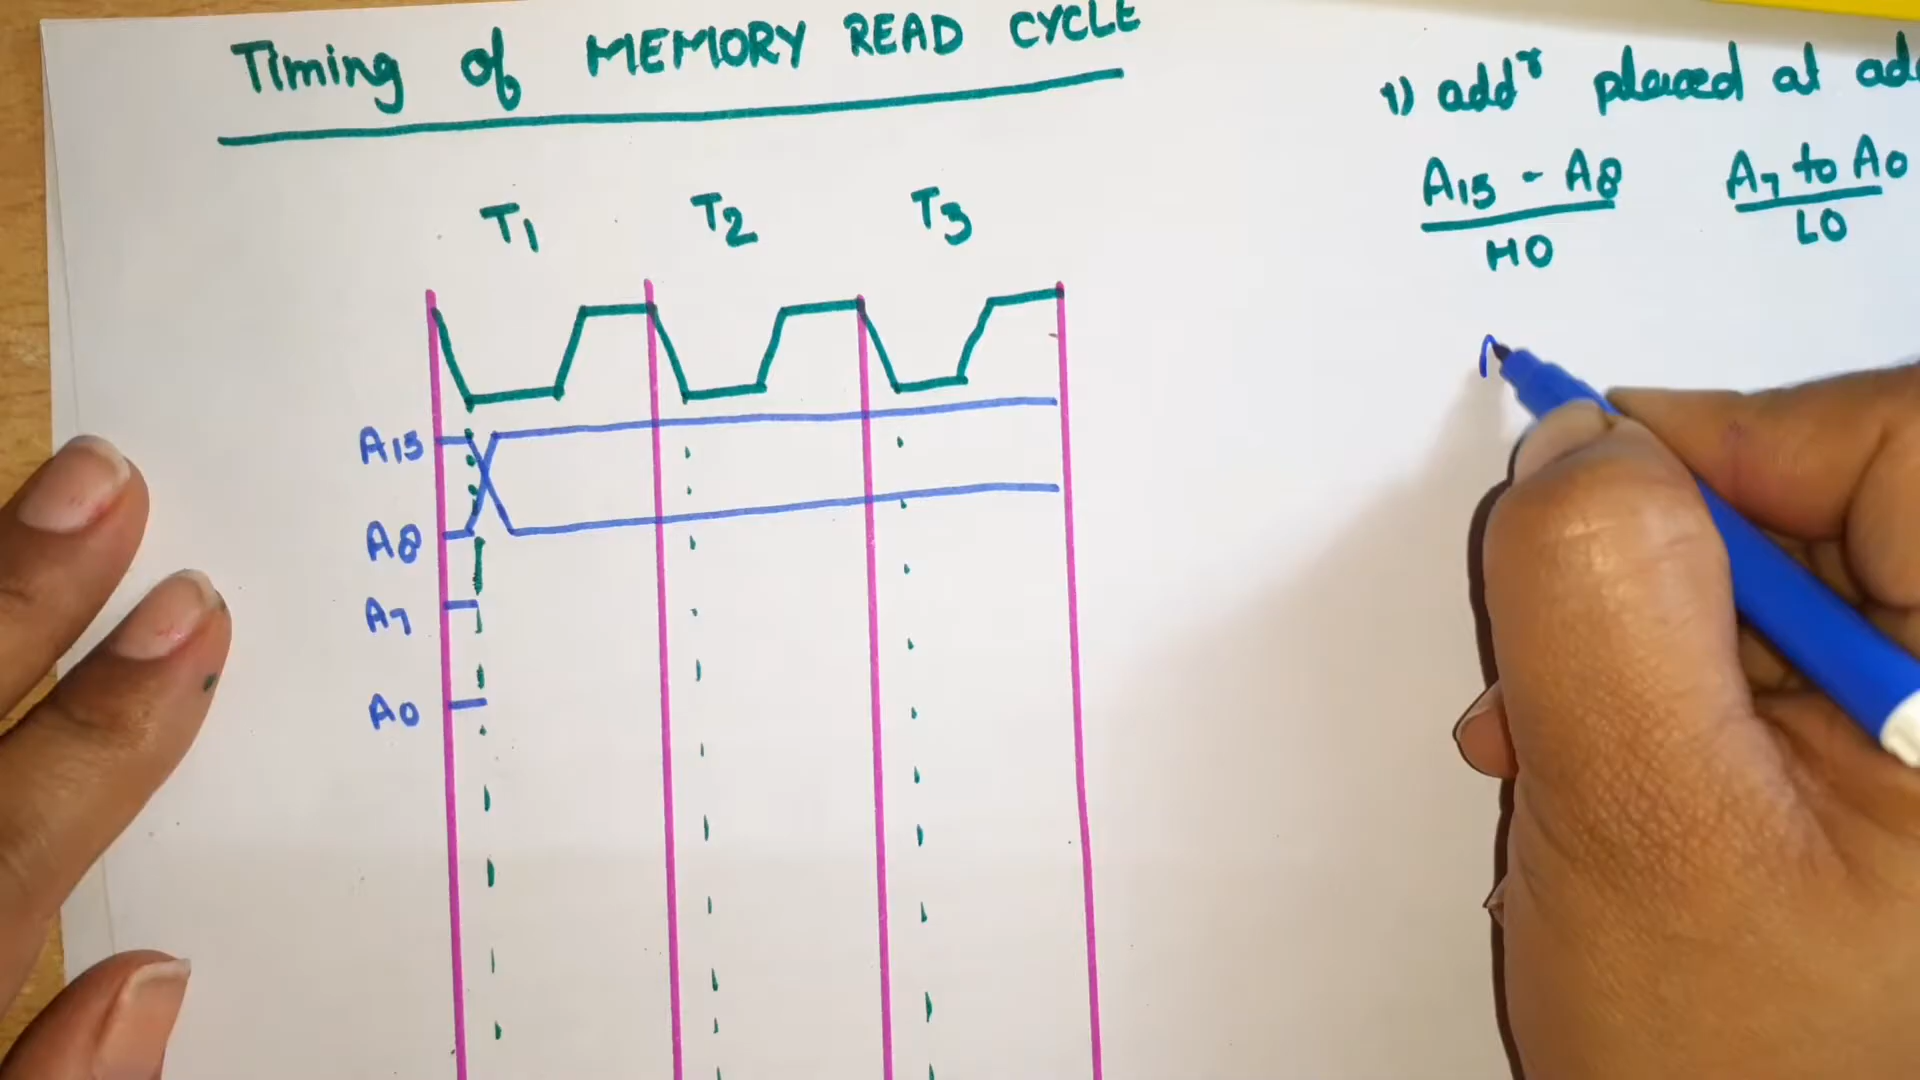 Timing of MEMORY READ CYCLE
T1 T2 T3
A15
A8
A7
A0
1) addr placed at
A15 - A8 A7 to A0
HO LO